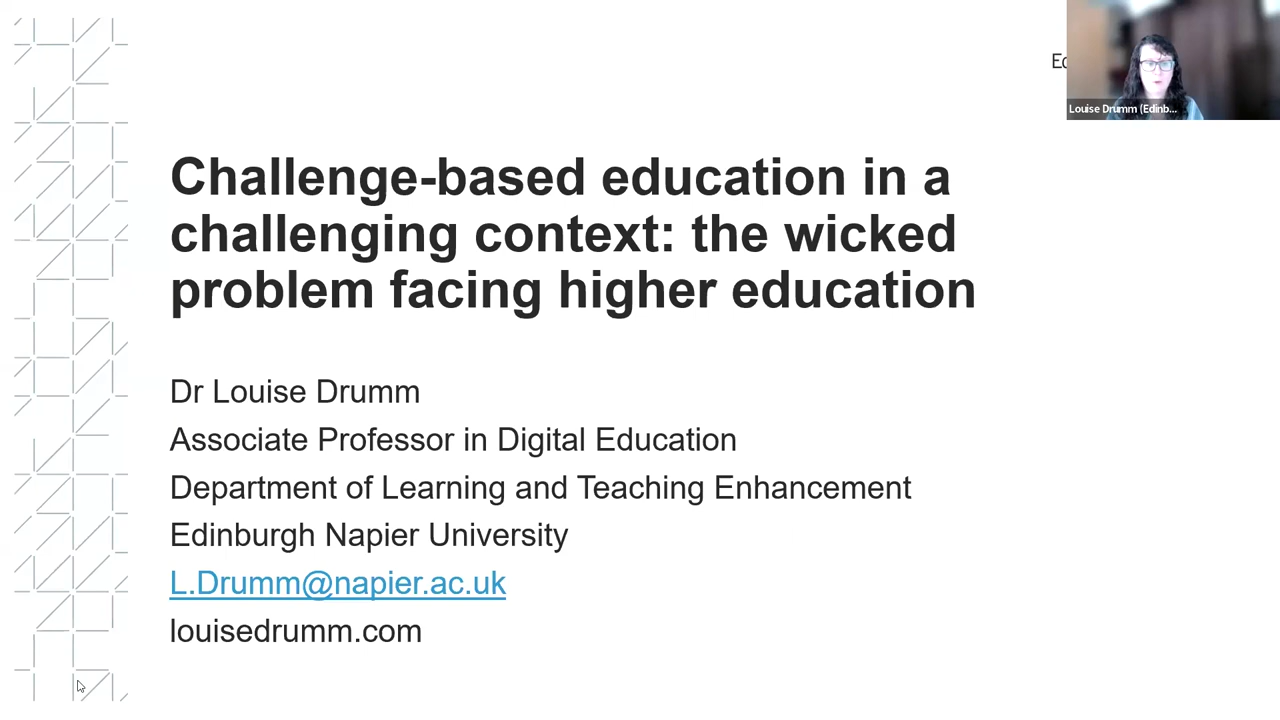 Ed
Louise Drumm (Edinb...
Challenge-based education in a
challenging context: the wicked
problem facing higher education
Dr Louise Drumm
Associate Professor in Digital Education
Department of Learning and Teaching Enhancement
Edinburgh Napier University
L.Drumm@napier.ac.uk
louisedrumm.com